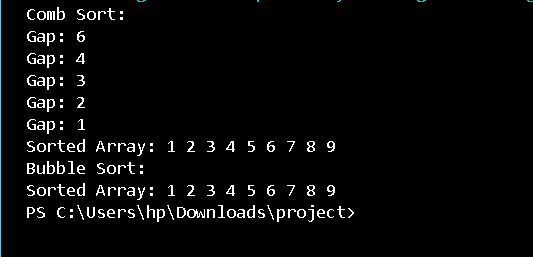 Comb Sort:
Gap: 6
Gap: 4
Gap: 3
Gap: 2
Gap: 1
Sorted Array: 1 2 3 4 5 6 7 8 9
Bubble Sort:
Sorted Array: 1 2 3 4 5 6 7 8 9
PS C:\Users\hp\Downloads\project>